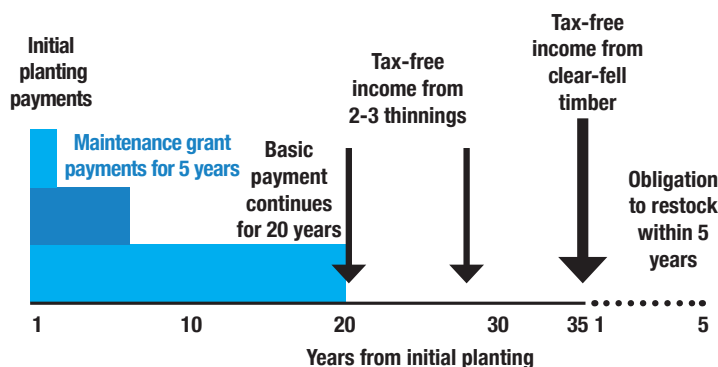 Initial
planting
payments
Maintenance grant
payments for 5 years
Basic
payment
continues
for 20 years
Tax-free
income from
2-3 thinnings
Tax-free
income from
clear-fell
timber
Obligation
to restock
within 5
years
1 10 20 30 35 1 5
Years from initial planting